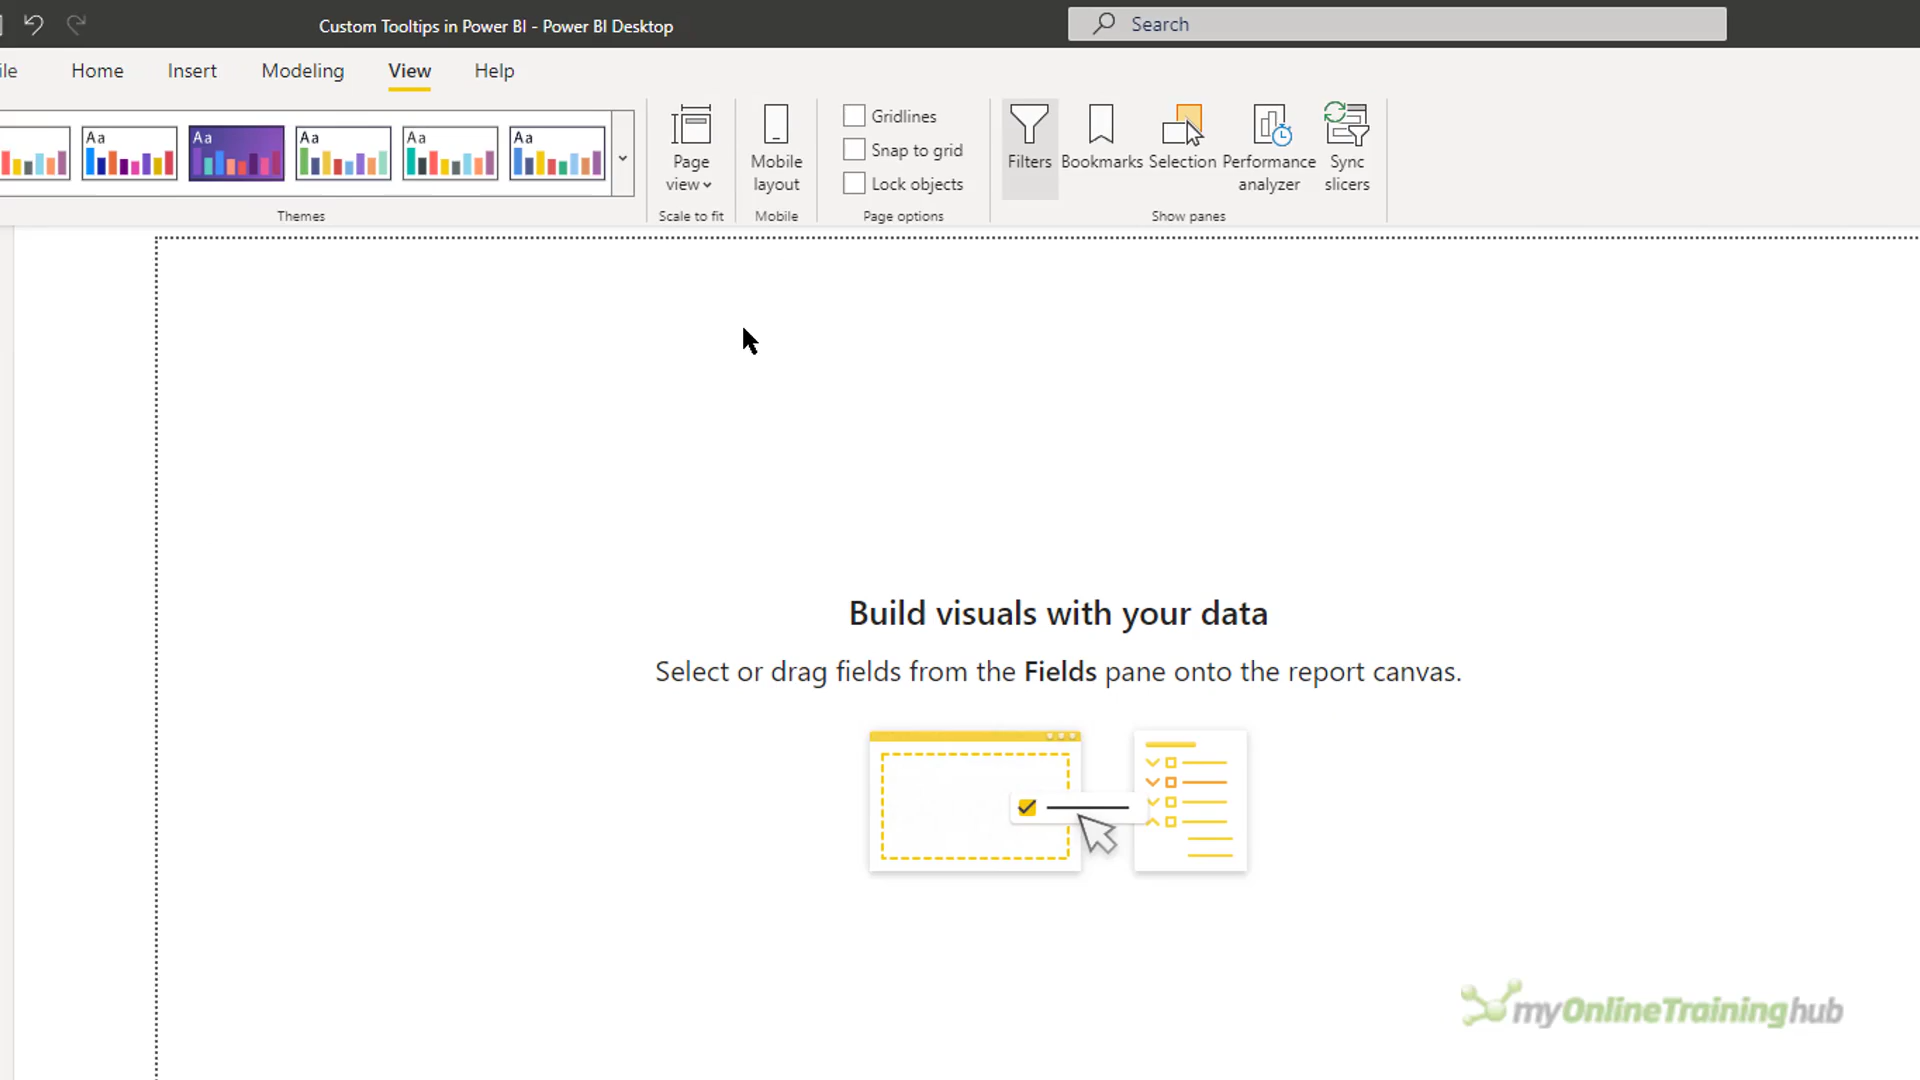 Custom Tooltips in Power BI - Power BI Desktop
Search
ile
Home
Insert
Modeling
View
Help
Aa
Aa
Aa
Aa
Aa
Page
view
Mobile
layout
Gridlines
Snap to grid
Lock objects
Filters
Bookmarks
Selection
Performance
analyzer
Sync
slicers
Themes
Scale to fit
Mobile
Page options
Show panes
Build visuals with your data
Select or drag fields from the Fields pane onto the report canvas.
myOnlineTraininghub